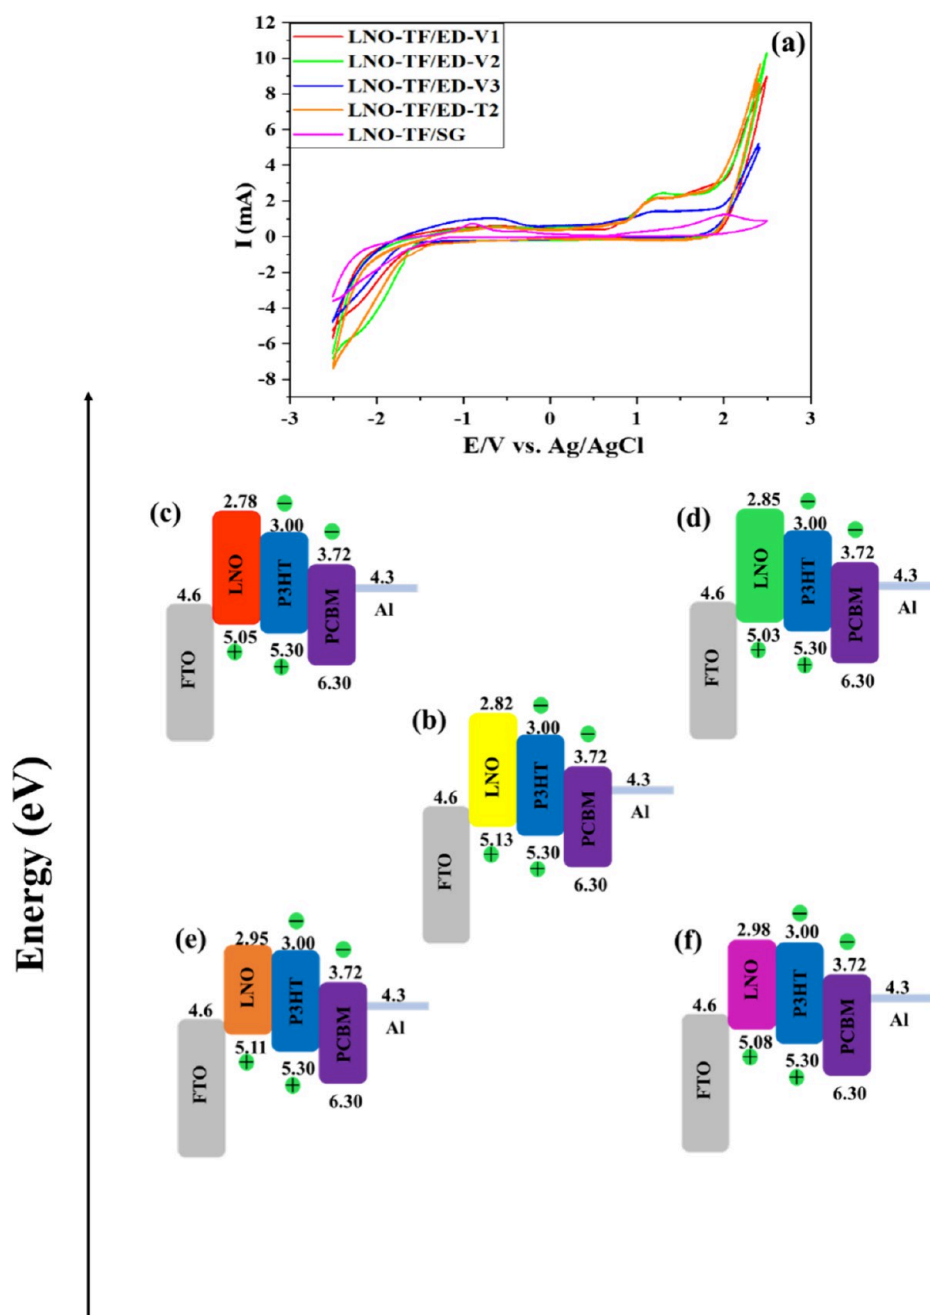 12
10
8
6
4
2
0
-2
-4
-6
-8
I (mA)
LNO-TF/ED-V1
LNO-TF/ED-V2
LNO-TF/ED-V3
LNO-TF/ED-T2
LNO-TF/SG
(a)
-3 -2 -1 0 1 2 3
E/V vs. Ag/AgCl
Energy (eV)
(c)
4.6
FTO
2.78
LNO
5.05
+
−
3.00
P3HT
5.30
+
−
3.72
PCBM
6.30
4.3
Al
(d)
4.6
FTO
2.85
LNO
5.03
+
−
3.00
P3HT
5.30
+
−
3.72
PCBM
6.30
4.3
Al
(b)
4.6
FTO
2.82
LNO
5.13
+
−
3.00
P3HT
5.30
+
−
3.72
PCBM
6.30
4.3
Al
(e)
4.6
FTO
2.95
LNO
5.11
+
−
3.00
P3HT
5.30
+
−
3.72
PCBM
6.30
4.3
Al
(f)
4.6
FTO
2.98
LNO
5.08
+
−
3.00
P3HT
5.30
+
−
3.72
PCBM
6.30
4.3
Al